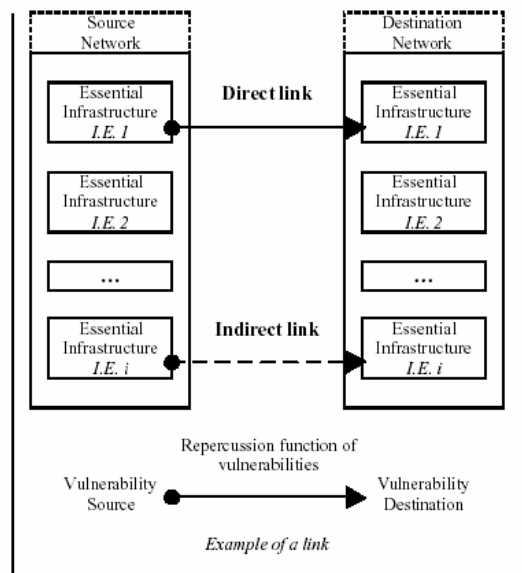 Source
Network
Destination
Network
Essential
Infrastructure
I.E. 1
Direct link
Essential
Infrastructure
I.E. 1
Essential
Infrastructure
I.E. 2
Essential
Infrastructure
I.E. 2
...
...
Essential
Infrastructure
I.E. i
Indirect link
Essential
Infrastructure
I.E. i
Repercussion function of
vulnerabilities
Vulnerability
Source
Vulnerability
Destination
Example of a link